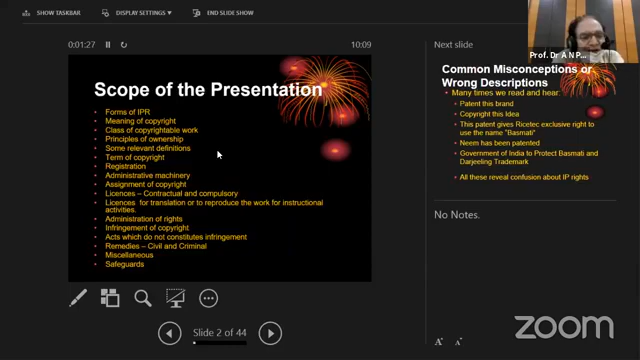 SHOW TASKBAR
DISPLAY SETTINGS
END SLIDE SHOW
Prof. Dr A N P...
0:01:27
10:09
Next slide
Scope of the Presentation
Forms of IPR
Meaning of copyright
Class of copyrightable work
Principles of ownership
Some relevant definitions
Term of copyright
Registration
Administrative machinery
Assignment of copyright
Licences – Contractual and compulsory
Licences for translation or to reproduce the work for instructional
activities.
Administration of rights
Infringement of copyright
Acts which do not constitutes infringement
Remedies – Civil and Criminal
Miscellaneous
Safeguards
Common Misconceptions or
Wrong Descriptions
Many times we read and hear:
Patent this brand
Copyright this Idea
This patent gives Ricetec exclusive right to
use the name "Basmati".
Neem has been patented
Government of India to Protect Basmati and
Darjeeling Trademark
All these reveal confusion about IP rights
No Notes.
Slide 2 of 44
A A
zoom